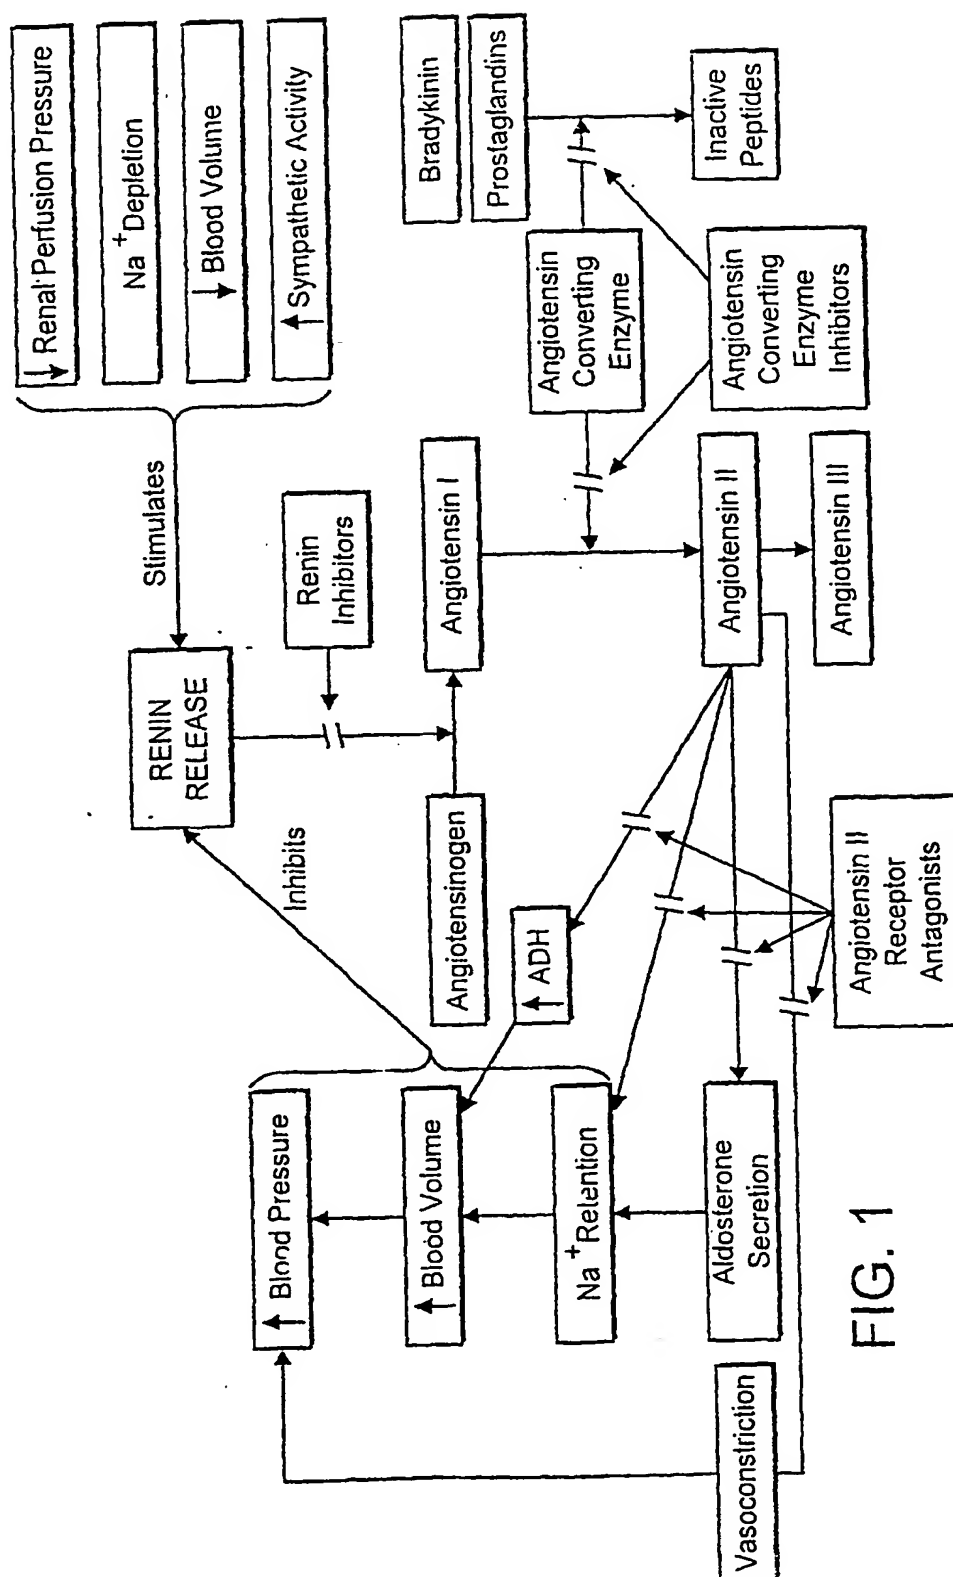 ↓ Renal Perfusion Pressure
Na+ Depletion
↓ Blood Volume
↑ Sympathetic Activity
Stimulates
RENIN
RELEASE
Inhibits
Renin
Inhibitors
↑ Blood Pressure
Angiotensinogen
Angiotensin I
Bradykinin
Prostaglandins
↑ Blood Volume
↑ ADH
Angiotensin
Converting
Enzyme
Na+ Retention
Inactive
Peptides
Angiotensin
Converting
Enzyme
Inhibitors
Aldosterone
Secretion
Angiotensin II
Vasoconstriction
Angiotensin III
Angiotensin II
Receptor
Antagonists
FIG. 1